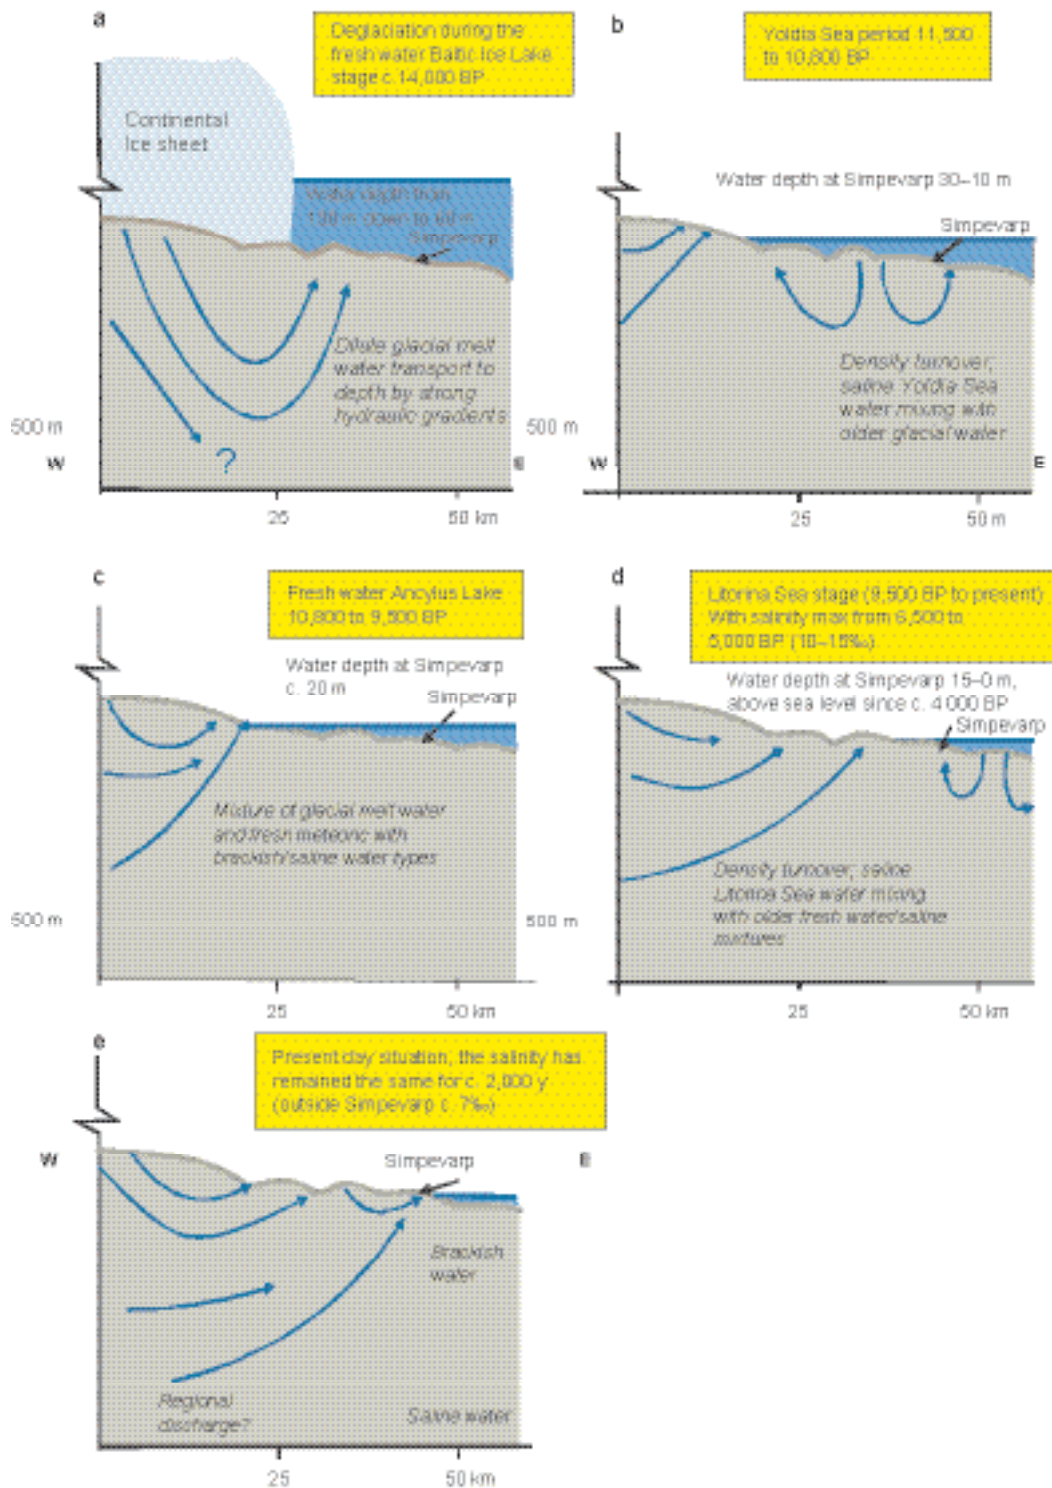 a
Deglaciation during the
fresh water Baltic Ice Lake
stage c.14,000 BP
Continental
Ice sheet
Water depth from
down to
Simpevarp
Dilute glacial melt
water transport to
depth by strong
hydraulic gradients
500 m
W
?
E
25
50 km
b
Yoldia Sea period 11,500
to 10,800 BP
Water depth at Simpevarp 30–10 m
Simpevarp
Density turnover;
saline Yoldia Sea
water mixing with
older glacial water
500 m
W
E
25
50 m
c
Fresh water Ancylus Lake
10,800 to 9,500 BP
Water depth at Simpevarp
c. 20 m
Simpevarp
Mixture of glacial melt water
and fresh meteoric with
brackish/saline water types
500 m
25
50 km
d
Litorina Sea stage (9,500 BP to present)
With salinity max from 6,500 to
5,000 BP (10–15‰)
Water depth at Simpevarp 15–0 m,
above sea level since c. 4 000 BP
Simpevarp
Density turnover; saline
Litorina Sea water mixing
with older fresh water/saline
mixtures
500 m
25
50 km
e
Present day situation, the salinity has
remained the same for c. 2,000 y
(outside Simpevarp c. 7‰)
W
Simpevarp
E
Brackish
water
Regional
discharge?
Saline water
25
50 km